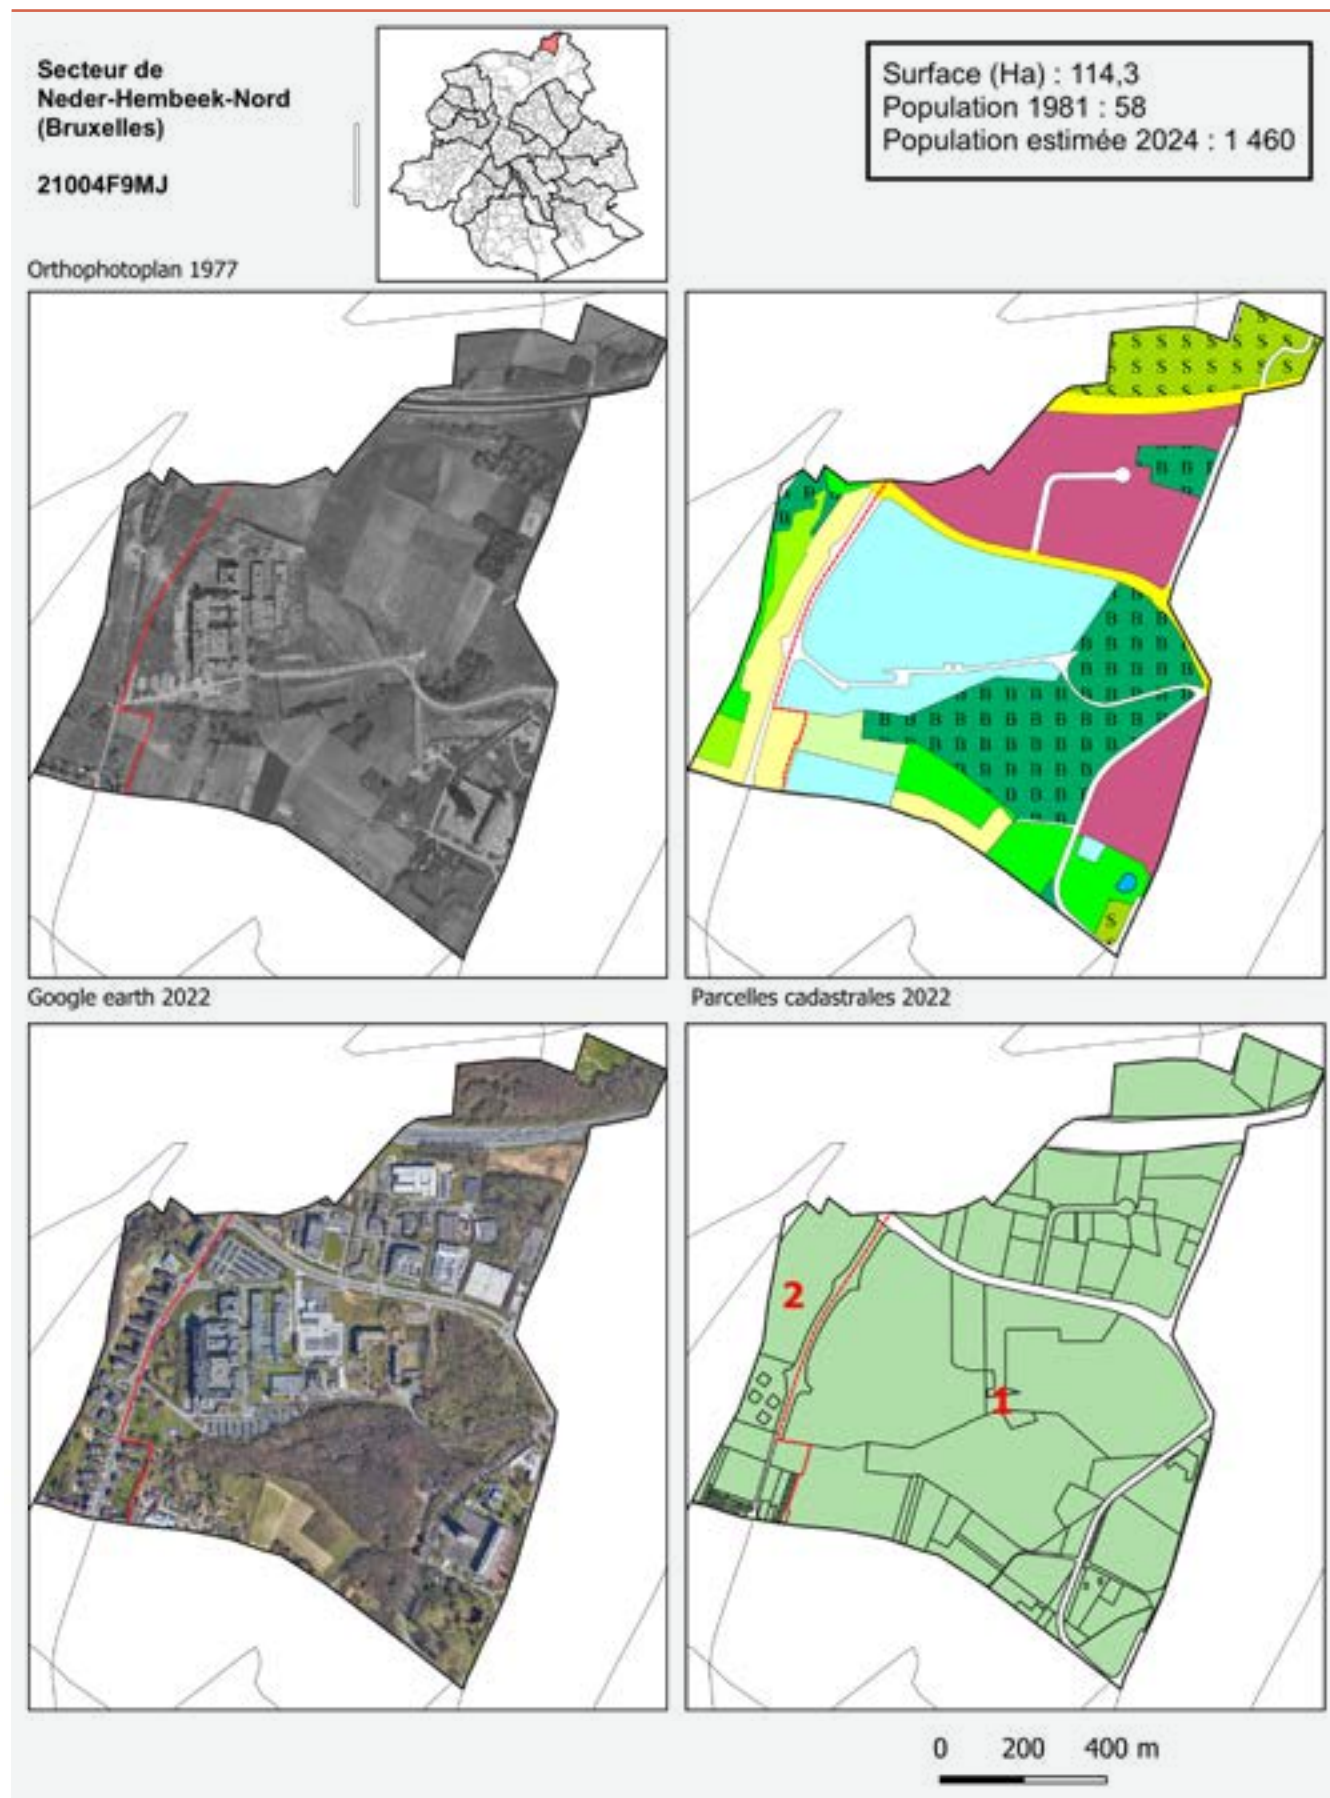 Secteur de
Neder-Hembeek-Nord
(Bruxelles)
21004F9MJ
Surface (Ha) : 114,3
Population 1981 : 58
Population estimée 2024 : 1 460
Orthophotoplan 1977
S S S S S S S S
S S S S S S S
B B
B B
B
S
Google earth 2022
Parcelles cadastrales 2022
2
1
0 200 400 m